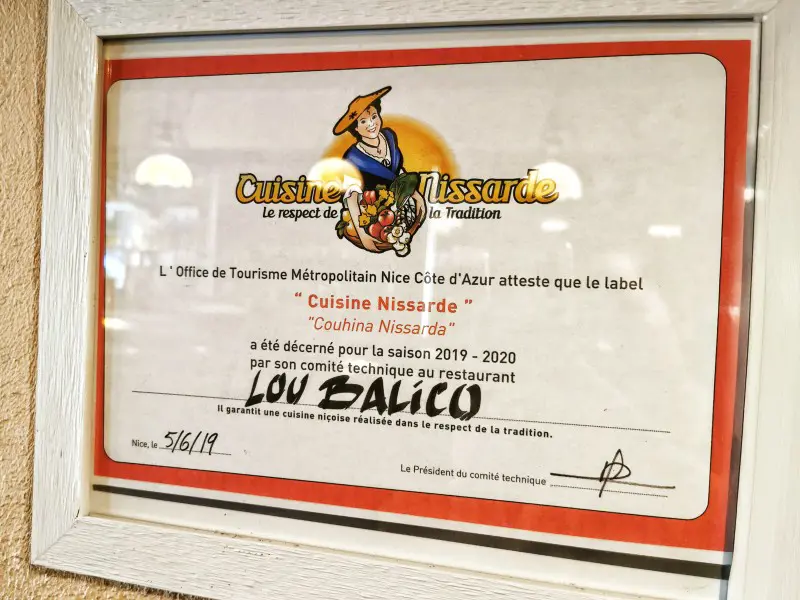 Cuisine Nissarde
Le respect de la Tradition
L'Office de Tourisme Métropolitain Nice Côte d'Azur atteste que le label
“ Cuisine Nissarde ”
"Couhina Nissarda"
a été décerné pour la saison 2019 - 2020
par son comité technique au restaurant
LOU BALICO
Il garantit une cuisine niçoise réalisée dans le respect de la tradition.
Nice, le 5/6/19
Le Président du comité technique